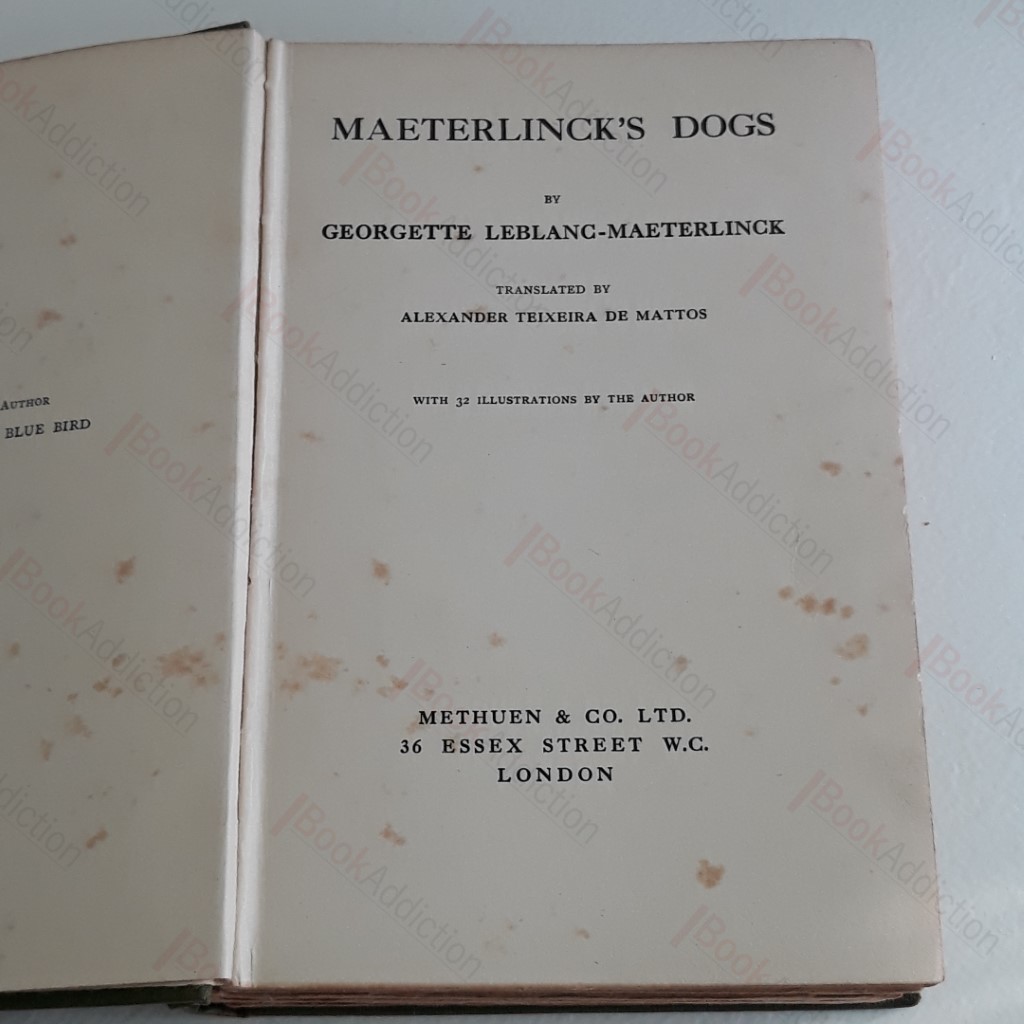 AUTHOR
BLUE BIRD
MAETERLINCK'S DOGS
BY
GEORGETTE LEBLANC-MAETERLINCK
TRANSLATED BY
ALEXANDER TEIXEIRA DE MATTOS
WITH 32 ILLUSTRATIONS BY THE AUTHOR
METHUEN & CO. LTD.
36 ESSEX STREET W.C.
LONDON
BookAddiction